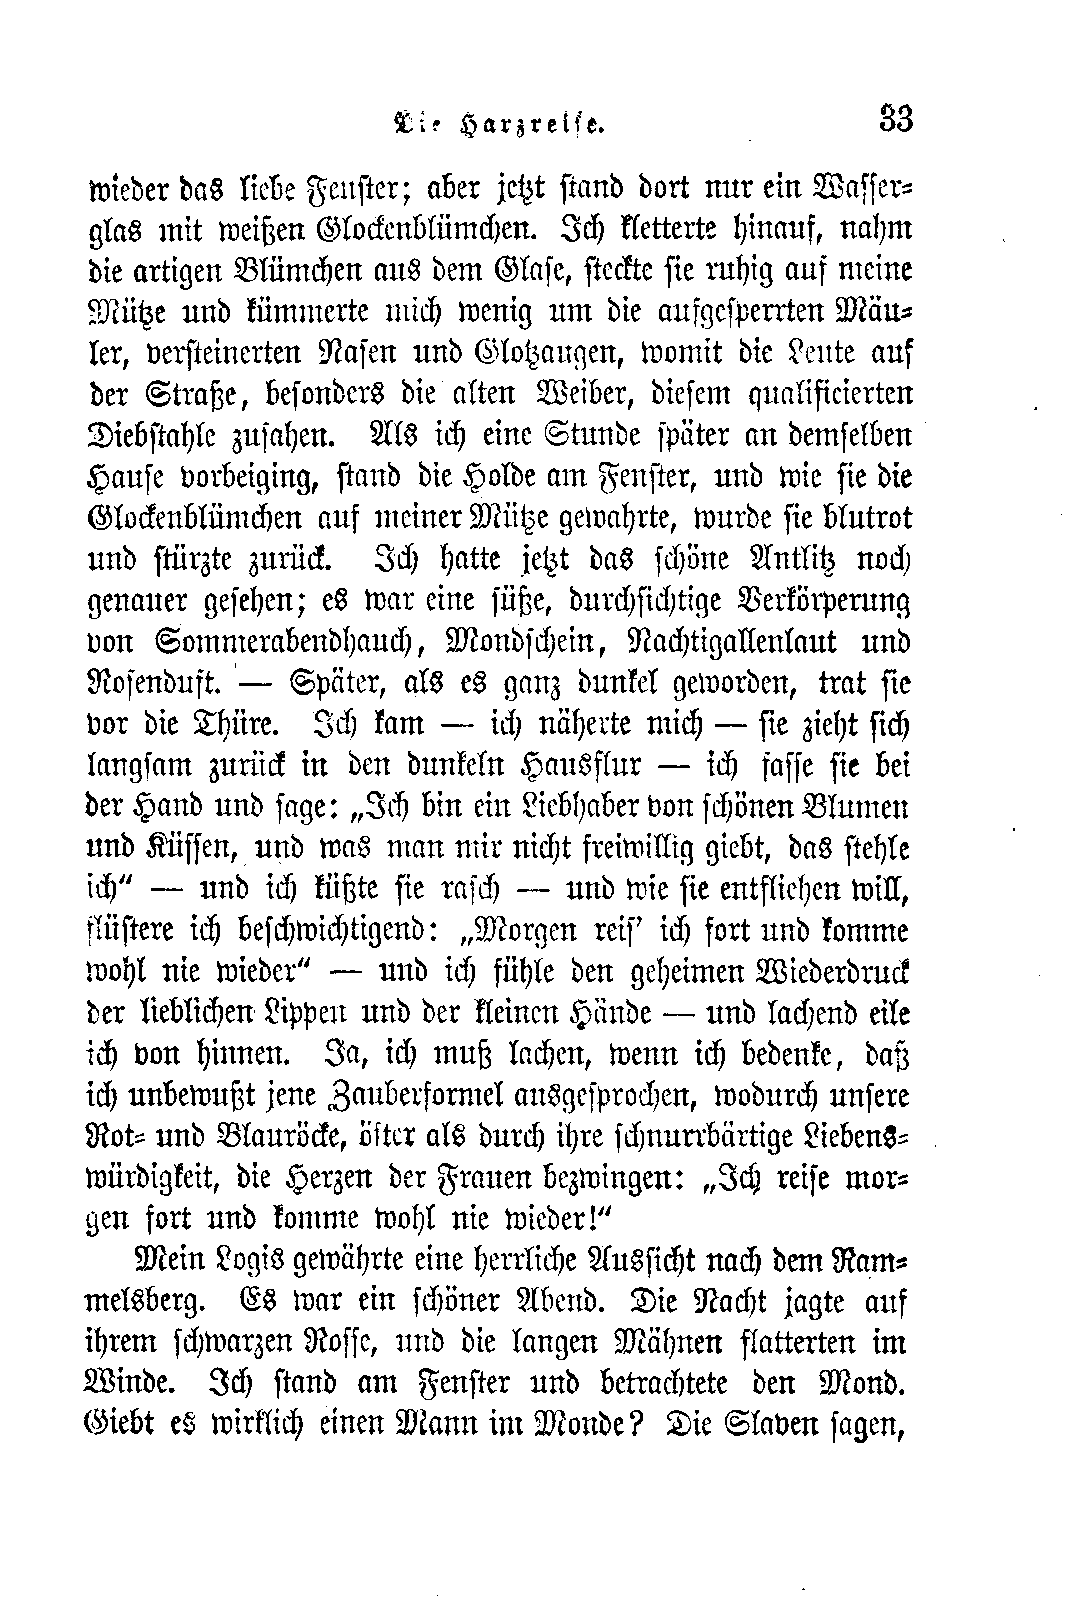 Die Harzreise. 33
wieder das liebe Fenster; aber jetzt stand dort nur ein Wasser-
glas mit weißen Glockenblümchen. Ich kletterte hinauf, nahm
die artigen Blümchen aus dem Glase, steckte sie ruhig auf meine
Mütze und kümmerte mich wenig um die aufgesperrten Mäu-
ler, versteinerten Nasen und Glotzaugen, womit die Leute auf
der Straße, besonders die alten Weiber, diesem qualificierten
Diebstahle zusahen. Als ich eine Stunde später an demselben
Hause vorbeiging, stand die Holde am Fenster, und wie sie die
Glockenblümchen auf meiner Mütze gewahrte, wurde sie blutrot
und stürzte zurück. Ich hatte jetzt das schöne Antlitz noch
genauer gesehen; es war eine süße, durchsichtige Verkörperung
von Sommerabendhauch, Mondschein, Nachtigallenlaut und
Rosenduft. — Später, als es ganz dunkel geworden, trat sie
vor die Thüre. Ich kam — ich näherte mich — sie zieht sich
langsam zurück in den dunkeln Hausflur — ich fasse sie bei
der Hand und sage: „Ich bin ein Liebhaber von schönen Blumen
und Küssen, und was man mir nicht freiwillig giebt, das stehle
ich“ — und ich küßte sie rasch — und wie sie entfliehen will,
flüstere ich beschwichtigend: „Morgen reis’ ich fort und komme
wohl nie wieder“ — und ich fühle den geheimen Wiederdruck
der lieblichen Lippen und der kleinen Hände — und lachend eile
ich von hinnen. Ja, ich muß lachen, wenn ich bedenke, daß
ich unbewußt jene Zauberformel ausgesprochen, wodurch unsere
Rot- und Blauröcke, öfter als durch ihre schnurrbärtige Liebens-
würdigkeit, die Herzen der Frauen bezwingen: „Ich reise mor-
gen fort und komme wohl nie wieder!“
Mein Logis gewährte eine herrliche Aussicht nach dem Ram-
melsberg. Es war ein schöner Abend. Die Nacht jagte auf
ihrem schwarzen Rosse, und die langen Mähnen flatterten im
Winde. Ich stand am Fenster und betrachtete den Mond.
Giebt es wirklich einen Mann im Monde? Die Slaven sagen,